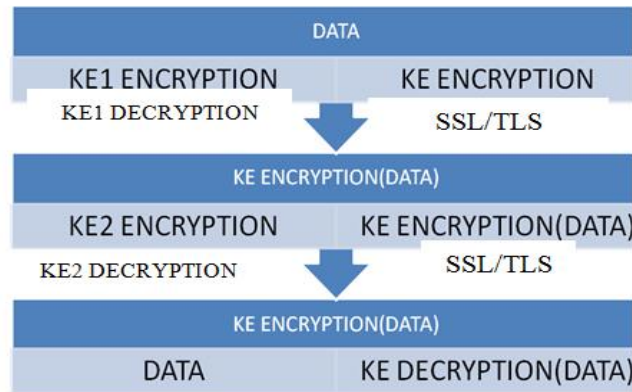 DATA
KE1 ENCRYPTION KE ENCRYPTION
KE1 DECRYPTION SSL/TLS
KE ENCRYPTION(DATA)
KE2 ENCRYPTION KE ENCRYPTION(DATA)
KE2 DECRYPTION SSL/TLS
KE ENCRYPTION(DATA)
DATA KE DECRYPTION(DATA)